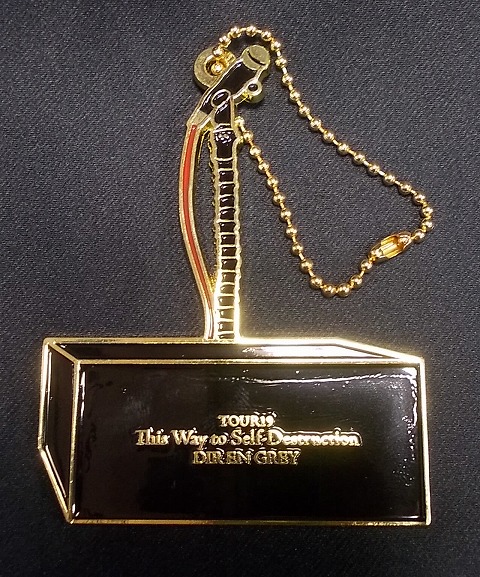 TOUR19
This Way to Self-Destruction
DIR EN GREY